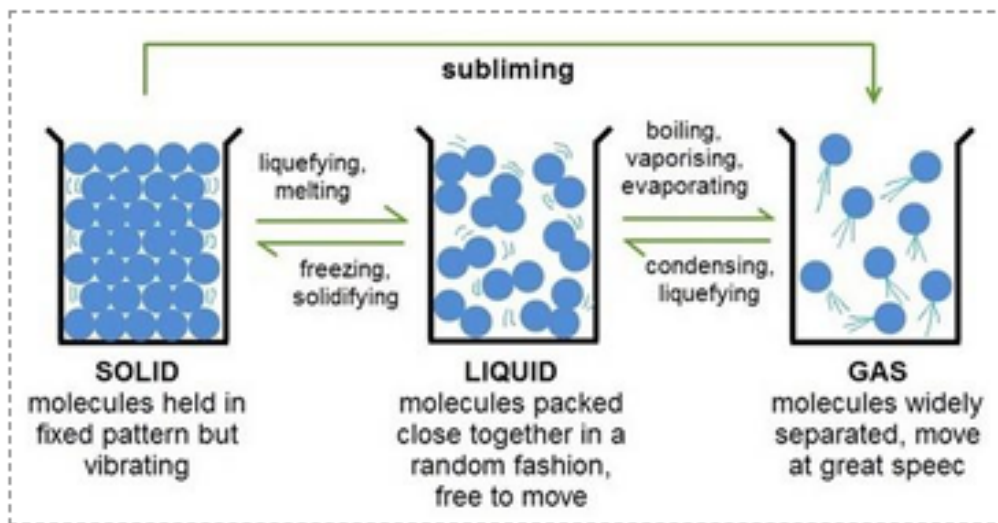 subliming
liquefying,
melting
freezing,
solidifying
boiling,
vaporising,
evaporating
condensing,
liquefying
SOLID
molecules held in
fixed pattern but
vibrating
LIQUID
molecules packed
close together in a
random fashion,
free to move
GAS
molecules widely
separated, move
at great speec